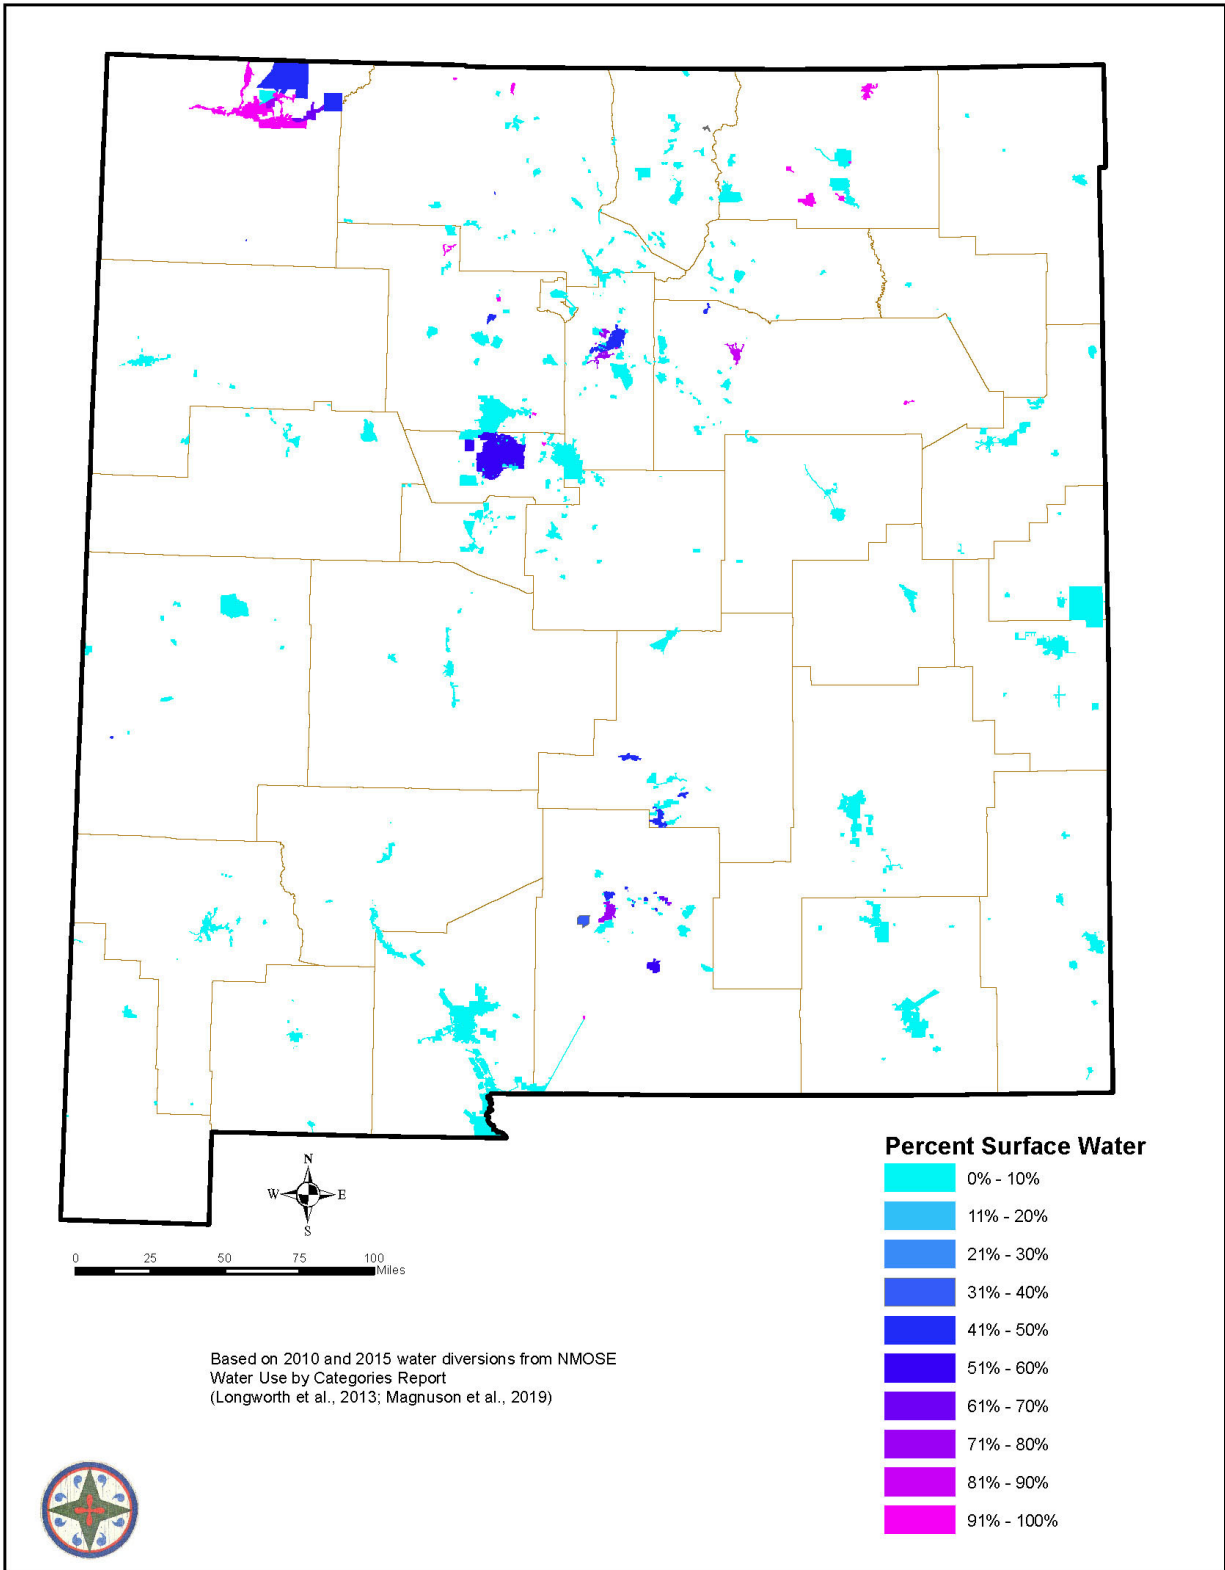 N
W E
S
0 25 50 75 100
Miles
Based on 2010 and 2015 water diversions from NMOSE
Water Use by Categories Report
(Longworth et al., 2013; Magnuson et al., 2019)
Percent Surface Water
0% - 10%
11% - 20%
21% - 30%
31% - 40%
41% - 50%
51% - 60%
61% - 70%
71% - 80%
81% - 90%
91% - 100%